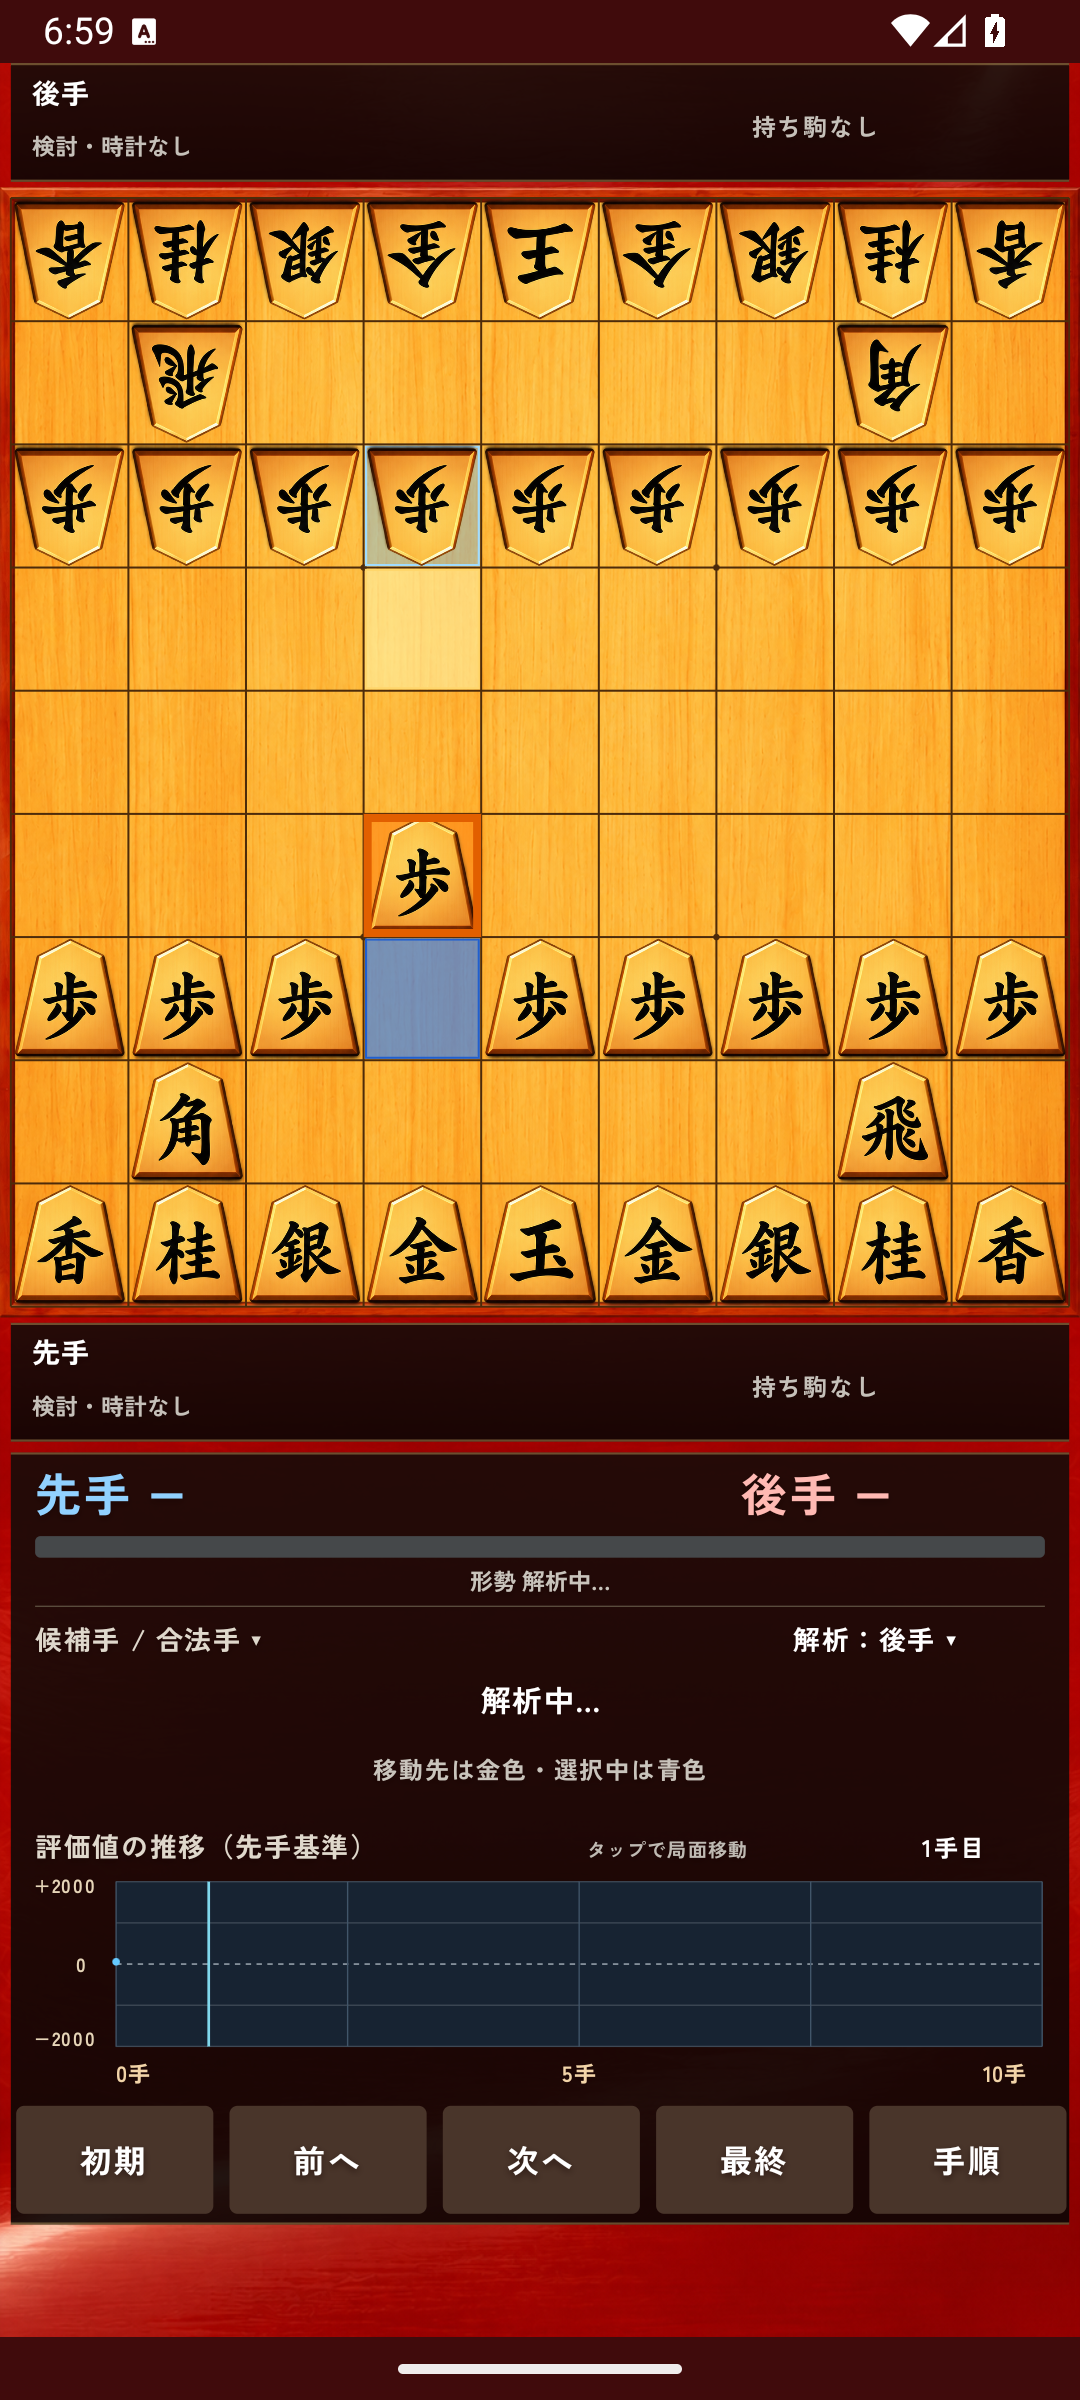 6:59
後手
検討・時計なし
持ち駒なし
香桂銀金王金銀桂香
飛角
歩歩歩歩歩歩歩歩歩
歩
歩歩歩歩歩歩歩歩
角飛
香桂銀金玉金銀桂香
先手
検討・時計なし
持ち駒なし
先手 — 後手 —
形勢 解析中…
候補手 / 合法手 ▾ 解析：後手 ▾
解析中…
移動先は金色・選択中は青色
評価値の推移（先手基準） タップで局面移動 1手目
+2000
0
−2000
0手 5手 10手
初期 前へ 次へ 最終 手順